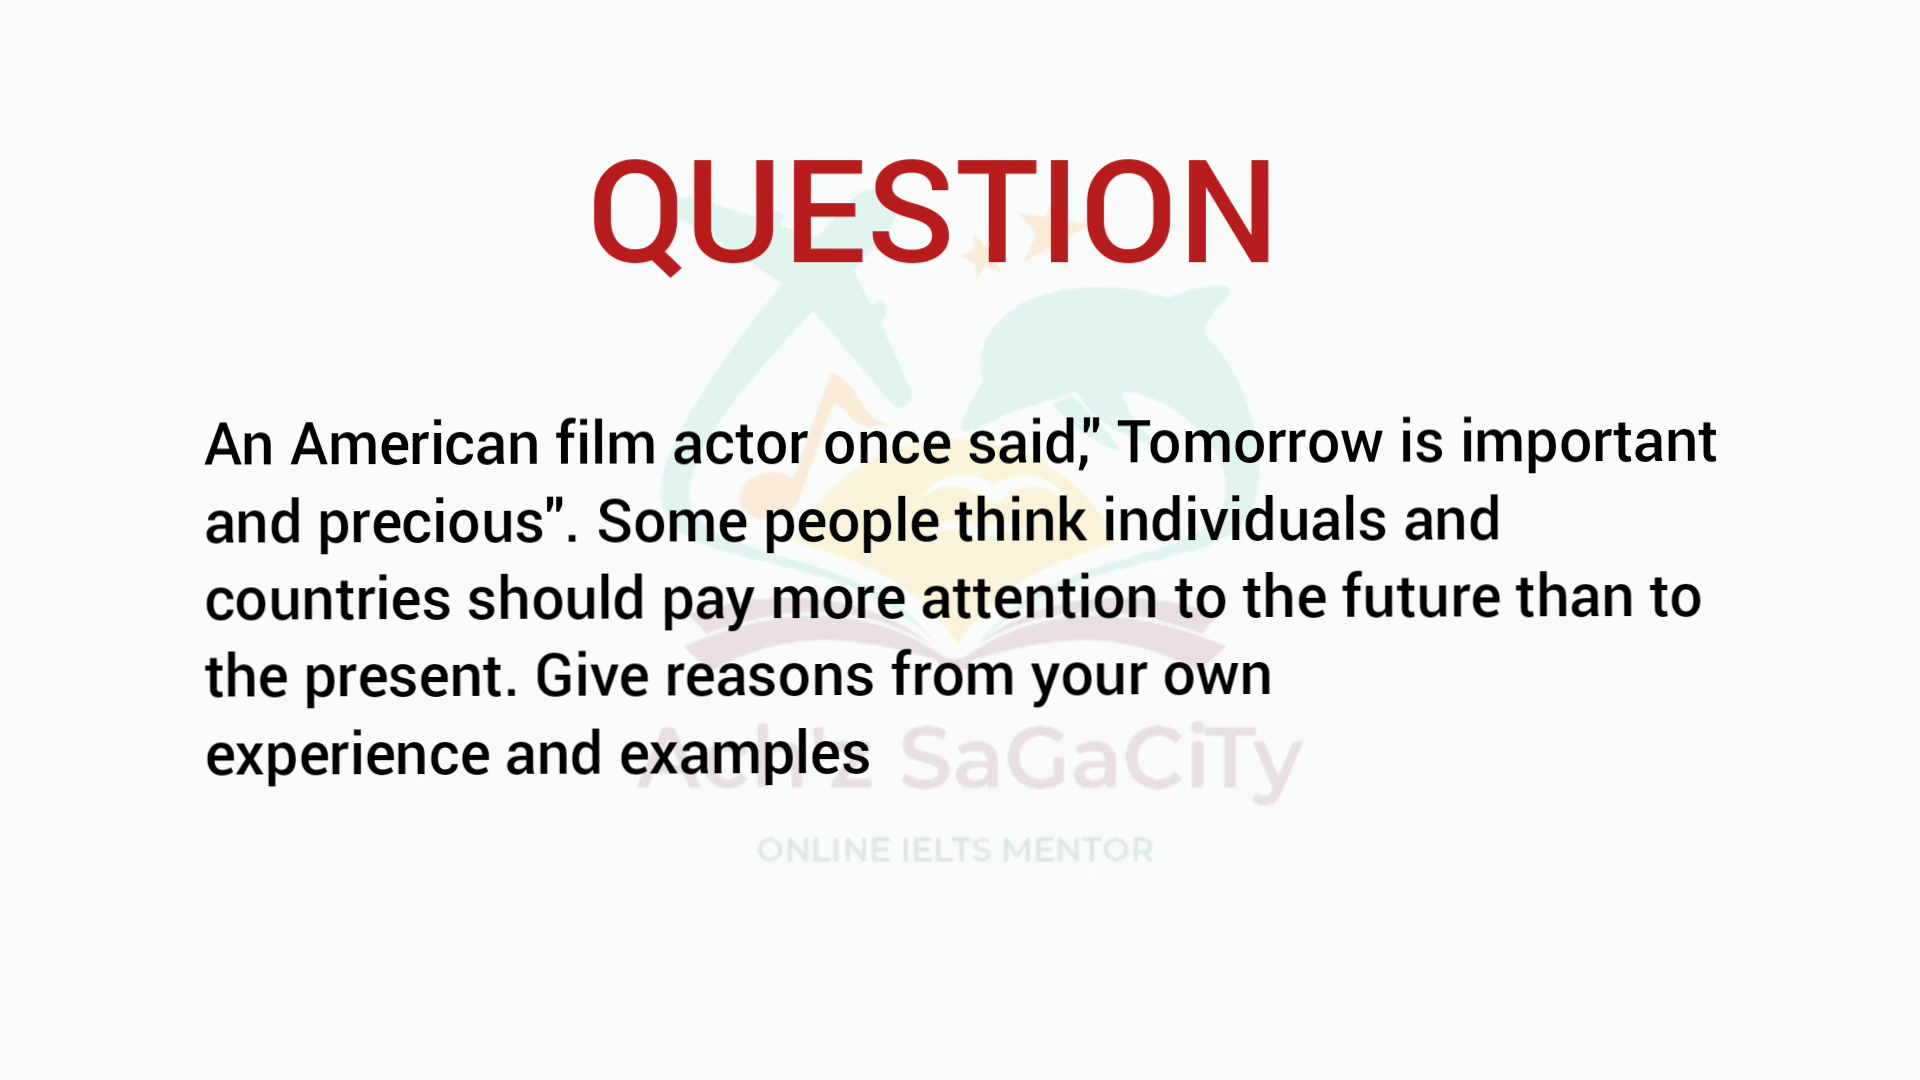 QUESTION
An American film actor once said," Tomorrow is important
and precious". Some people think individuals and
countries should pay more attention to the future than to
the present. Give reasons from your own
experience and examples
Ach'z SaGaCiTy
ONLINE IELTS MENTOR